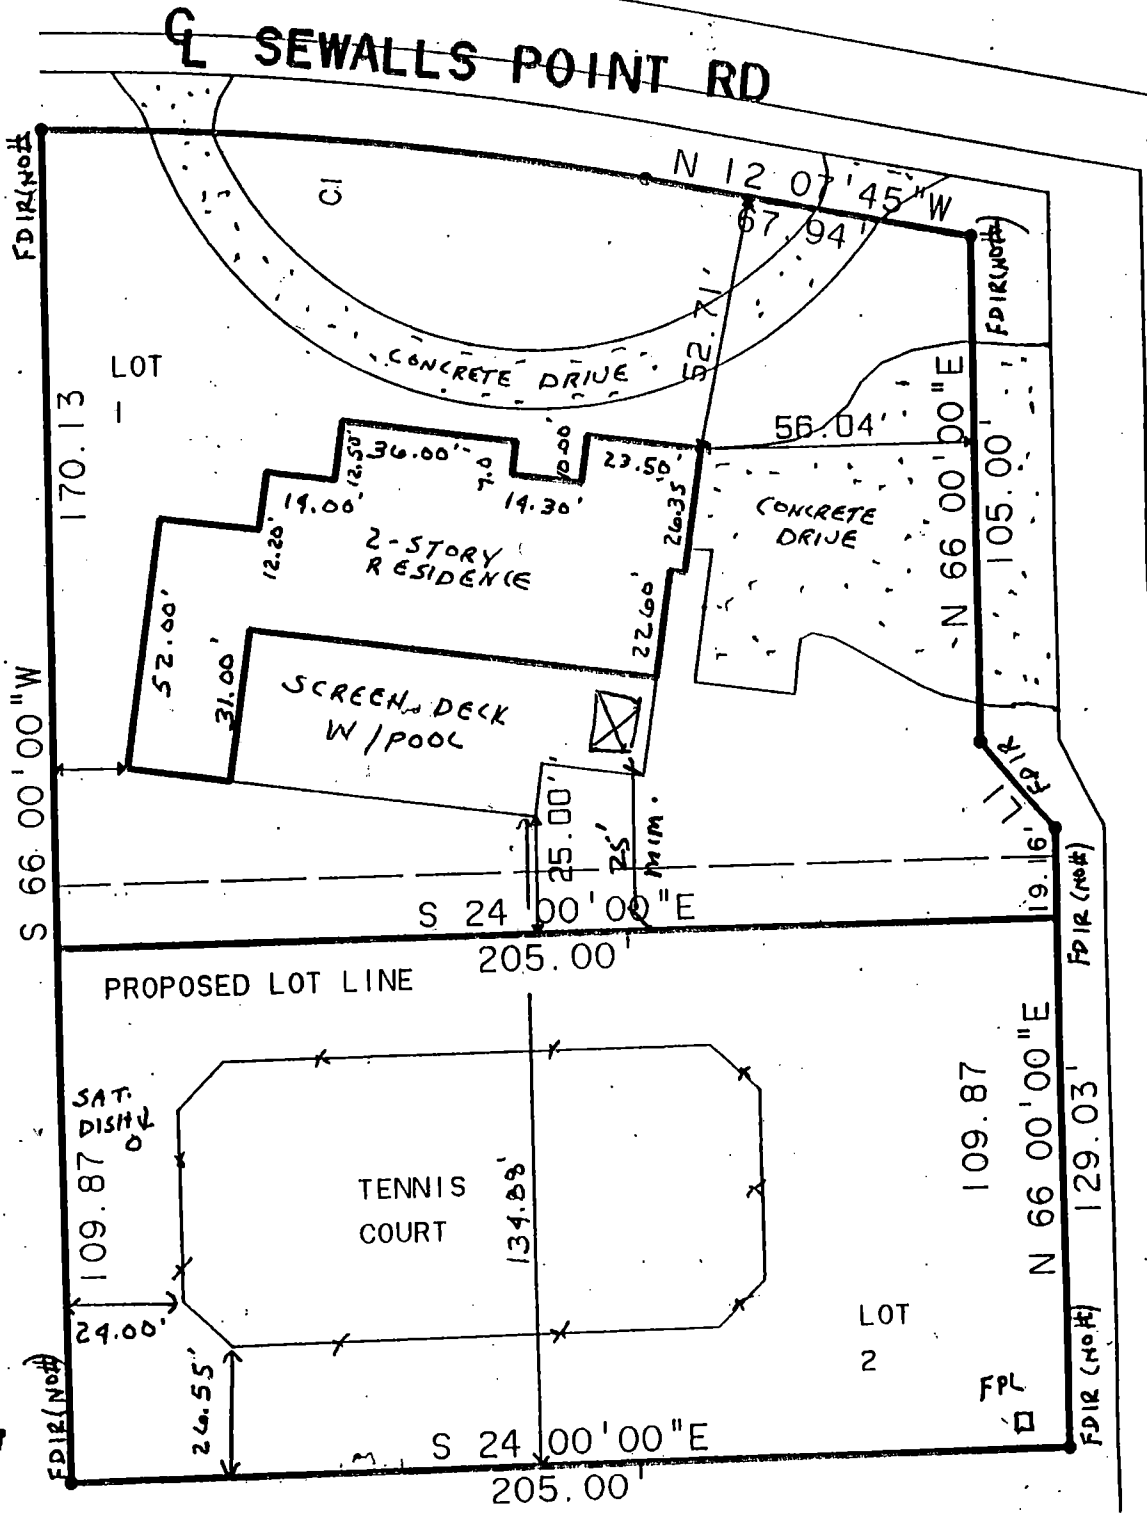 CL SEWALLS POINT RD
FDIR(NO#)
C1
N 12 07'45"W
67.94'
FDIR(NO#)
52.71'
CONCRETE DRIVE
LOT
1
170.13
S 66 00'00"W
56.04'
N 66 00'00"E
105.00'
12.50'
36.00'
9.0
10.00'
23.50'
14.00'
14.30'
12.20'
26.35'
2-STORY
RESIDENCE
CONCRETE
DRIVE
52.00'
31.00'
22.60'
SCREEN DECK
W/POOL
FDIR
L1
25.00'
25'
MIM.
19.16'
FDIR (NO#)
S 24 00'00"E
205.00'
PROPOSED LOT LINE
SAT.
DISH
109.87
TENNIS
COURT
134.88'
109.87
N 66 00'00"E
129.03'
24.00'
26.55'
LOT
2
FPL
FDIR (NO#)
FDIR(NO#)
S 24 00'00"E
205.00'